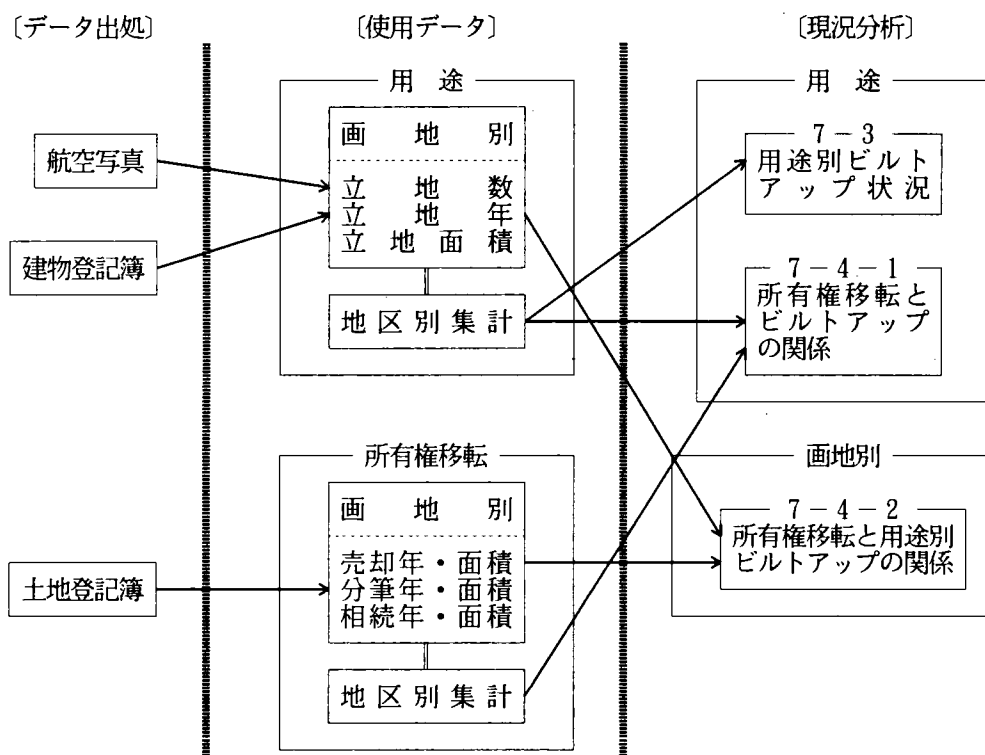 〔データ出処〕
〔使用データ〕
〔現況分析〕
航空写真
建物登記簿
土地登記簿
用途
画地別
立地数
立地年
立地面積
地区別集計
所有権移転
画地別
売却年・面積
分筆年・面積
相続年・面積
地区別集計
用途
7-3
用途別ビルト
アップ状況
7-4-1
所有権移転と
ビルトアップ
の関係
画地別
7-4-2
所有権移転と用途別
ビルトアップの関係